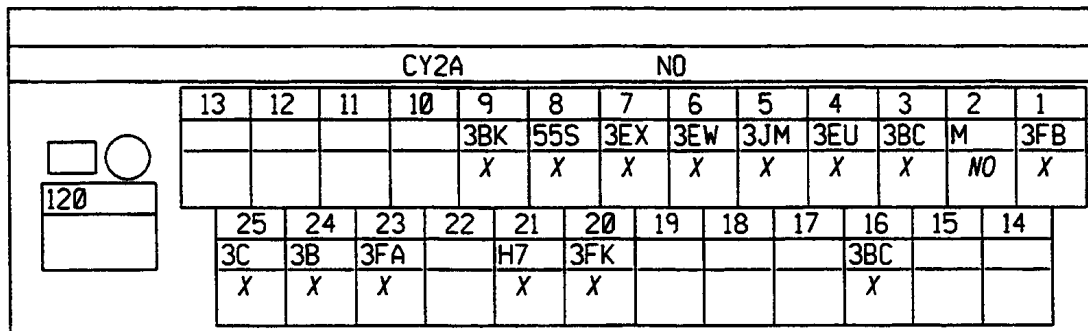 CY2A NO
13 12 11 10 9 8 7 6 5 4 3 2 1
3BK 55S 3EX 3EW 3JM 3EU 3BC M 3FB
X X X X X X X NO X
120
25 24 23 22 21 20 19 18 17 16 15 14
3C 3B 3FA H7 3FK 3BC
X X X X X X